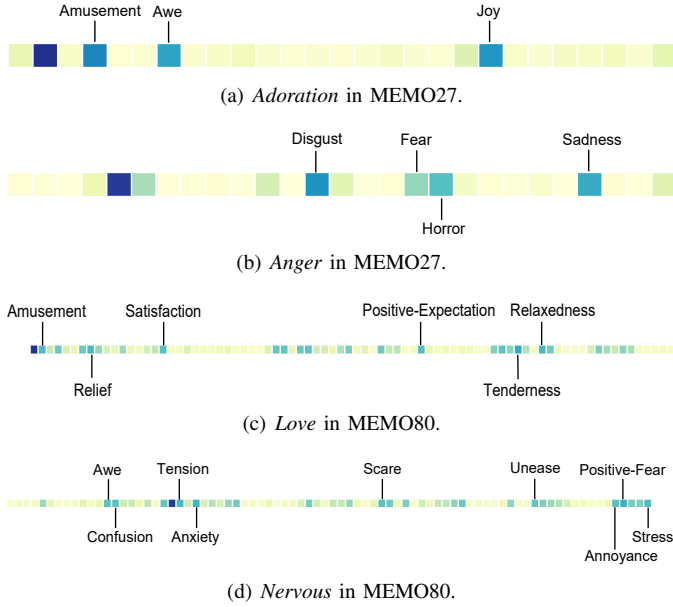 Amusement Awe Joy
(a) Adoration in MEMO27.
Disgust Fear Sadness
Horror
(b) Anger in MEMO27.
Amusement Satisfaction Positive-Expectation Relaxedness
Relief Tenderness
(c) Love in MEMO80.
Awe Tension Scare Unease Positive-Fear
Confusion Anxiety Stress
Annoyance
(d) Nervous in MEMO80.